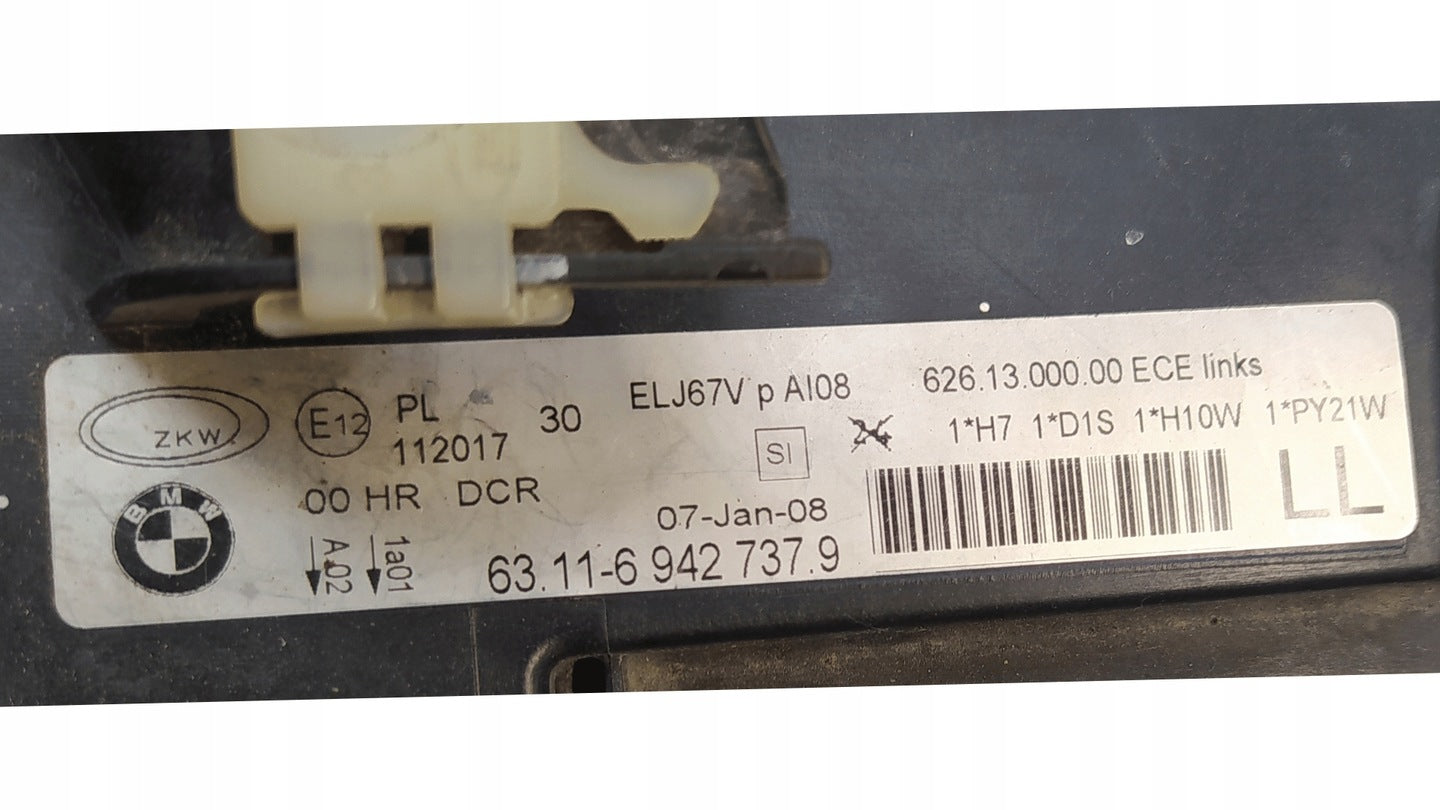 ZKW
E12
PL
112017
30
ELJ67V p AI08
626.13.000.00 ECE links
SI
1*H7 1*D1S 1*H10W 1*PY21W
00 HR DCR
07-Jan-08
LL
BMW
A02
1a01
63.11-6 942 737.9